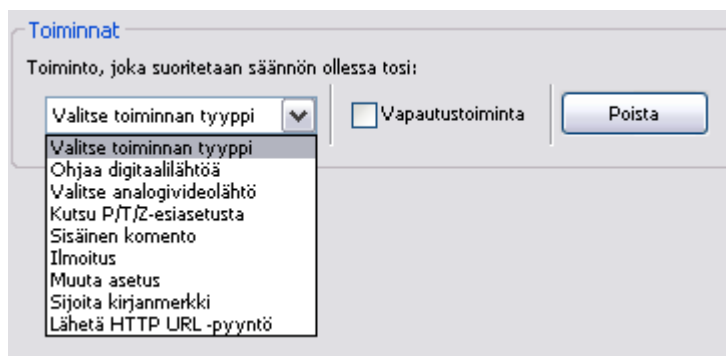 Toiminnat
Toiminto, joka suoritetaan säännön ollessa tosi:
Valitse toiminnan tyyppi Vapautustoiminta Poista
Valitse toiminnan tyyppi
Ohjaa digitaalilähtöä
Valitse analogivideolähtö
Kutsu P/T/Z-esiasetusta
Sisäinen komento
Ilmoitus
Muuta asetus
Sijoita kirjanmerkki
Lähetä HTTP URL -pyyntö